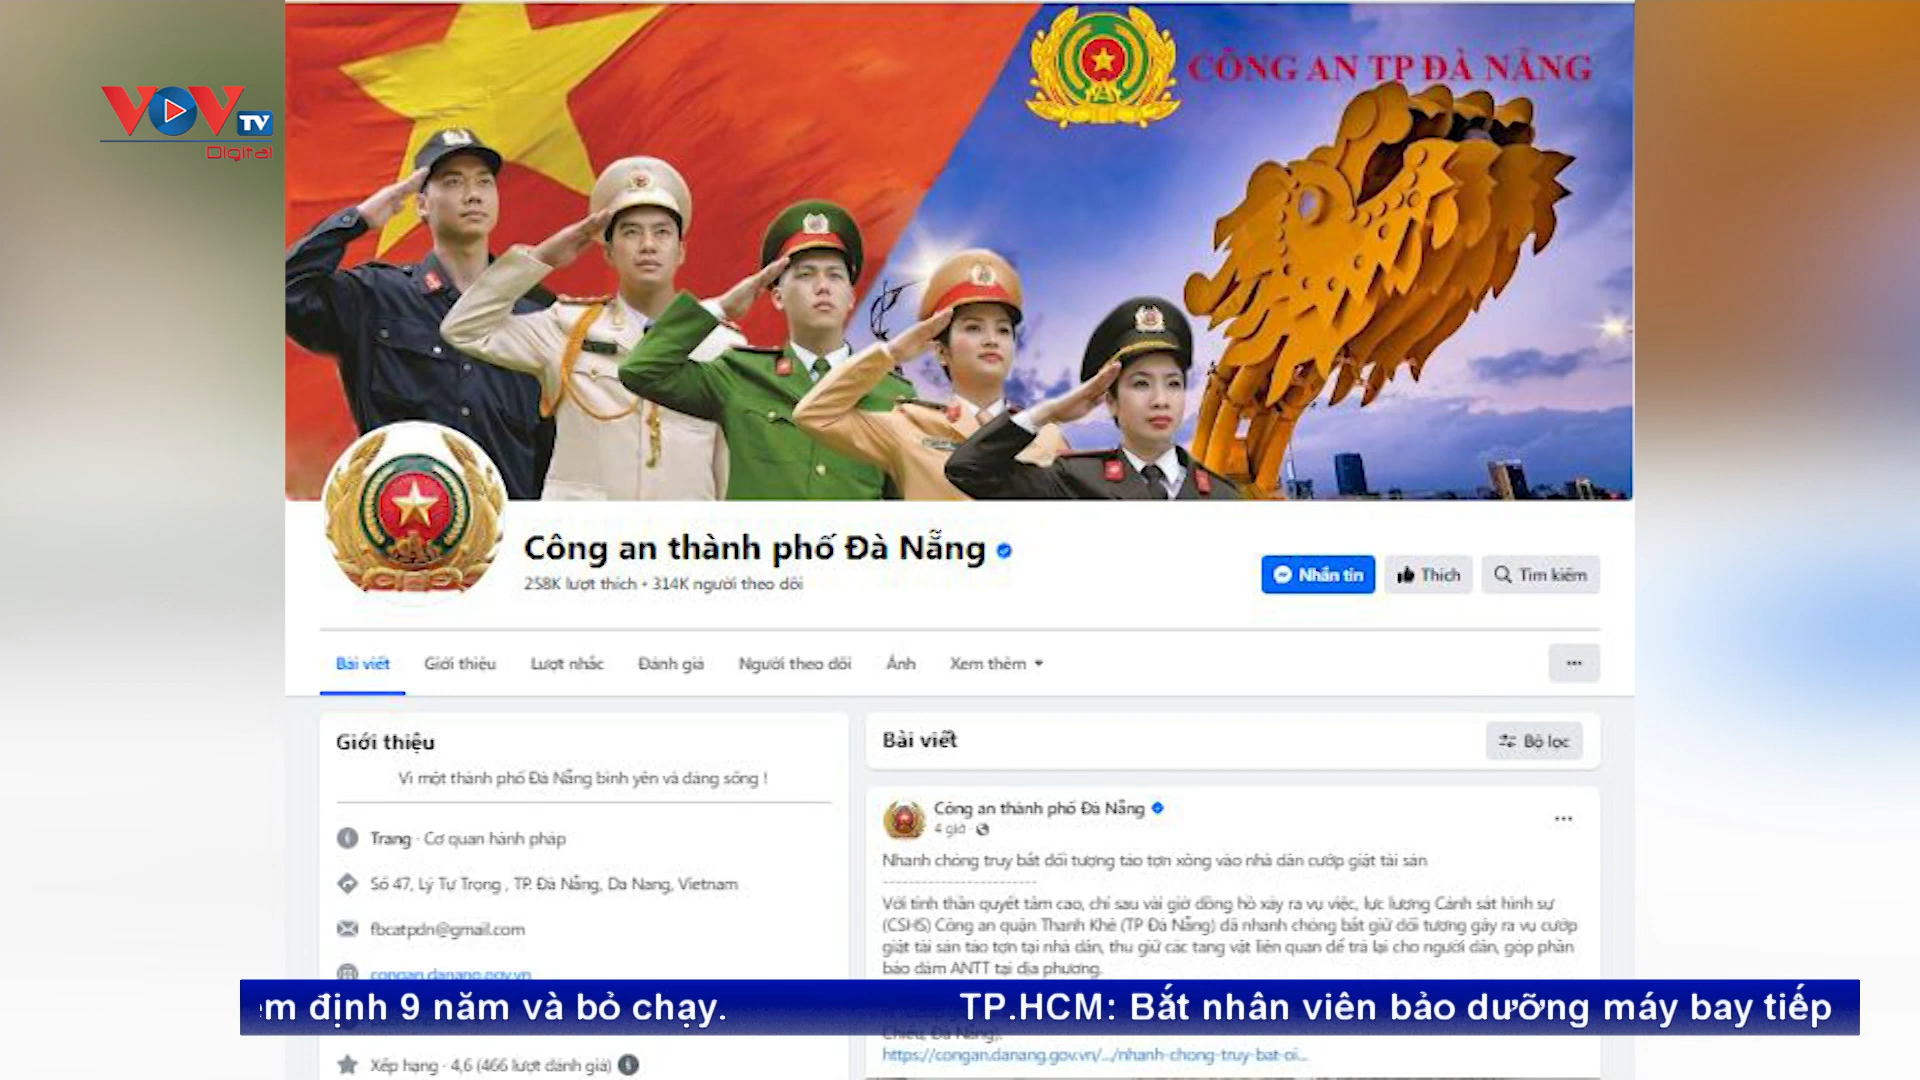 VOV TV
Digital
CÔNG AN TP ĐÀ NẴNG
Công an thành phố Đà Nẵng
258K lượt thích • 314K người theo dõi
Nhắn tin
Thích
Tìm kiếm
Bài viết
Giới thiệu
Lượt nhắc
Đánh giá
Người theo dõi
Ảnh
Xem thêm
Giới thiệu
Vì một thành phố Đà Nẵng bình yên và đáng sống !
Trang · Cơ quan hành pháp
Số 47, Lý Tự Trọng , TP. Đà Nẵng, Da Nang, Vietnam
fbcatpdn@gmail.com
congan.danang.gov.vn
Xếp hạng · 4,6 (466 lượt đánh giá)
Bài viết
Bộ lọc
Công an thành phố Đà Nẵng
4 giờ
Nhanh chóng truy bắt đối tượng táo tợn xông vào nhà dân cướp giật tài sản
------------------------
Với tinh thần quyết tâm cao, chỉ sau vài giờ đồng hồ xảy ra vụ việc, lực lượng Cảnh sát hình sự
(CSHS) Công an quận Thanh Khê (TP Đà Nẵng) đã nhanh chóng bắt giữ đối tượng gây ra vụ cướp
giật tài sản táo tợn tại nhà dân, thu giữ các tang vật liên quan để trả lại cho người dân, góp phần
bảo đảm ANTT tại địa phương.
Chiểu, Đà Nẵng).
https://congan.danang.gov.vn/.../nhanh-chong-truy-bat-oi...
em định 9 năm và bỏ chạy.
TP.HCM: Bắt nhân viên bảo dưỡng máy bay tiếp